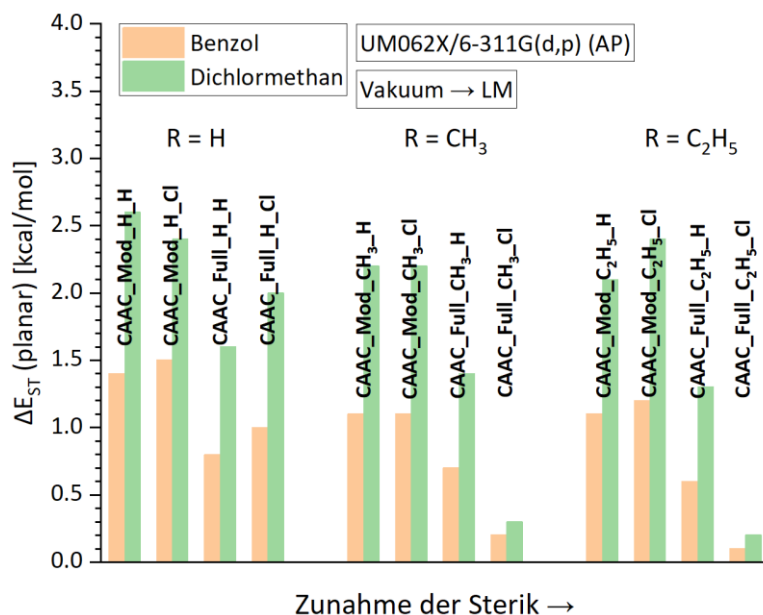 Benzol
Dichlormethan
UM062X/6-311G(d,p) (AP)
Vakuum → LM
R = H
R = CH₃
R = C₂H₅
ΔE_ST (planar) [kcal/mol]
4.0
3.5
3.0
2.5
2.0
1.5
1.0
0.5
0.0
CAAC_Mod_H_H
CAAC_Mod_H_Cl
CAAC_Full_H_H
CAAC_Full_H_Cl
CAAC_Mod_CH₃_H
CAAC_Mod_CH₃_Cl
CAAC_Full_CH₃_H
CAAC_Full_CH₃_Cl
CAAC_Mod_C₂H₅_H
CAAC_Mod_C₂H₅_Cl
CAAC_Full_C₂H₅_H
CAAC_Full_C₂H₅_Cl
Zunahme der Sterik →